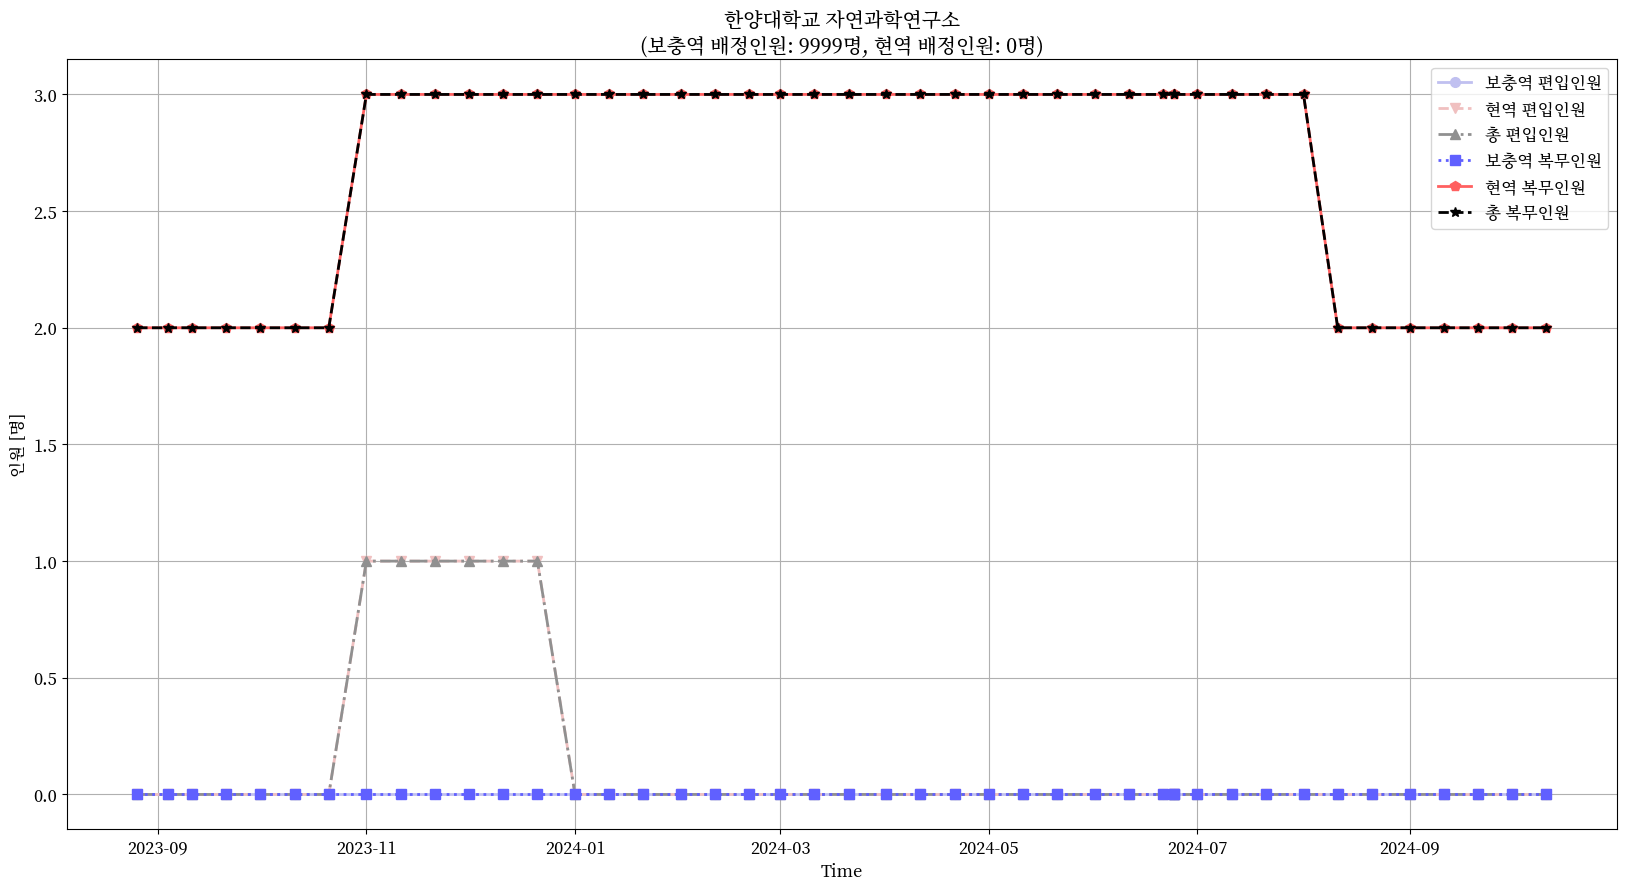 한양대학교 자연과학연구소
(보충역 배정인원: 9999명, 현역 배정인원: 0명)
보충역 편입인원
현역 편입인원
총 편입인원
보충역 복무인원
현역 복무인원
총 복무인원
인원 [명]
3.0
2.5
2.0
1.5
1.0
0.5
0.0
2023-09
2023-11
2024-01
2024-03
2024-05
2024-07
2024-09
Time